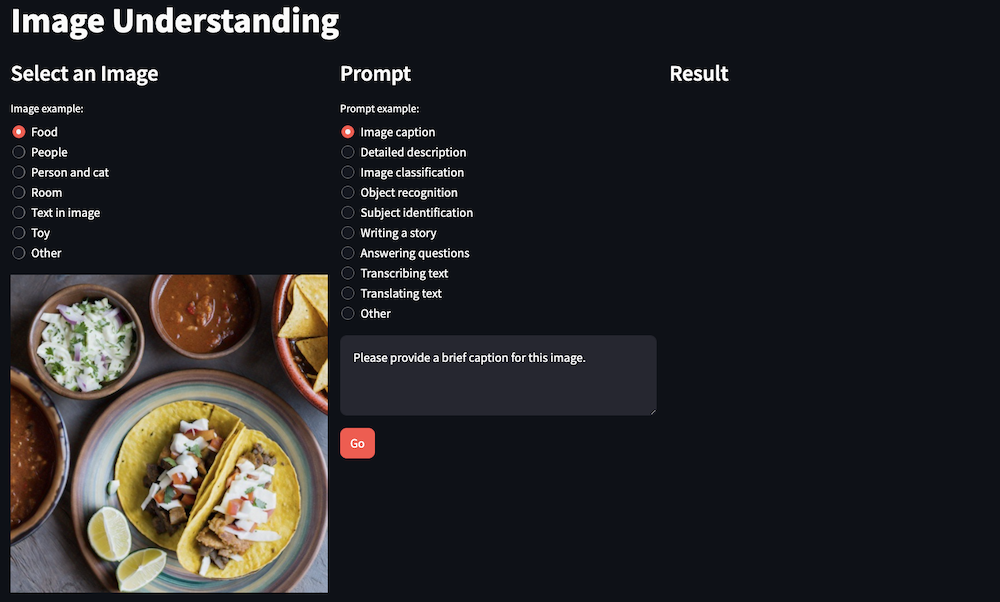 Image Understanding
Select an Image
Image example:
Food
People
Person and cat
Room
Text in image
Toy
Other
Prompt
Prompt example:
Image caption
Detailed description
Image classification
Object recognition
Subject identification
Writing a story
Answering questions
Transcribing text
Translating text
Other
Please provide a brief caption for this image.
Go
Result